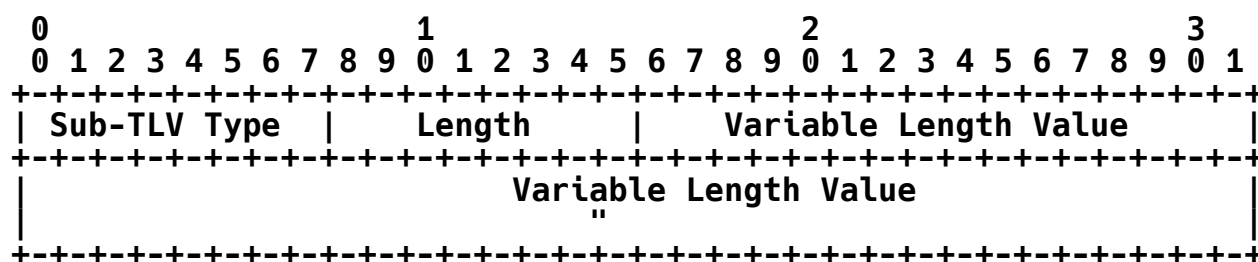 0                   1                   2                   3
 0 1 2 3 4 5 6 7 8 9 0 1 2 3 4 5 6 7 8 9 0 1 2 3 4 5 6 7 8 9 0 1
+-+-+-+-+-+-+-+-+-+-+-+-+-+-+-+-+-+-+-+-+-+-+-+-+-+-+-+-+-+-+-+-+
| Sub-TLV Type  |    Length     |    Variable Length Value      |
+-+-+-+-+-+-+-+-+-+-+-+-+-+-+-+-+-+-+-+-+-+-+-+-+-+-+-+-+-+-+-+-+
|                         Variable Length Value                 |
|                             "                                 |
+-+-+-+-+-+-+-+-+-+-+-+-+-+-+-+-+-+-+-+-+-+-+-+-+-+-+-+-+-+-+-+-+